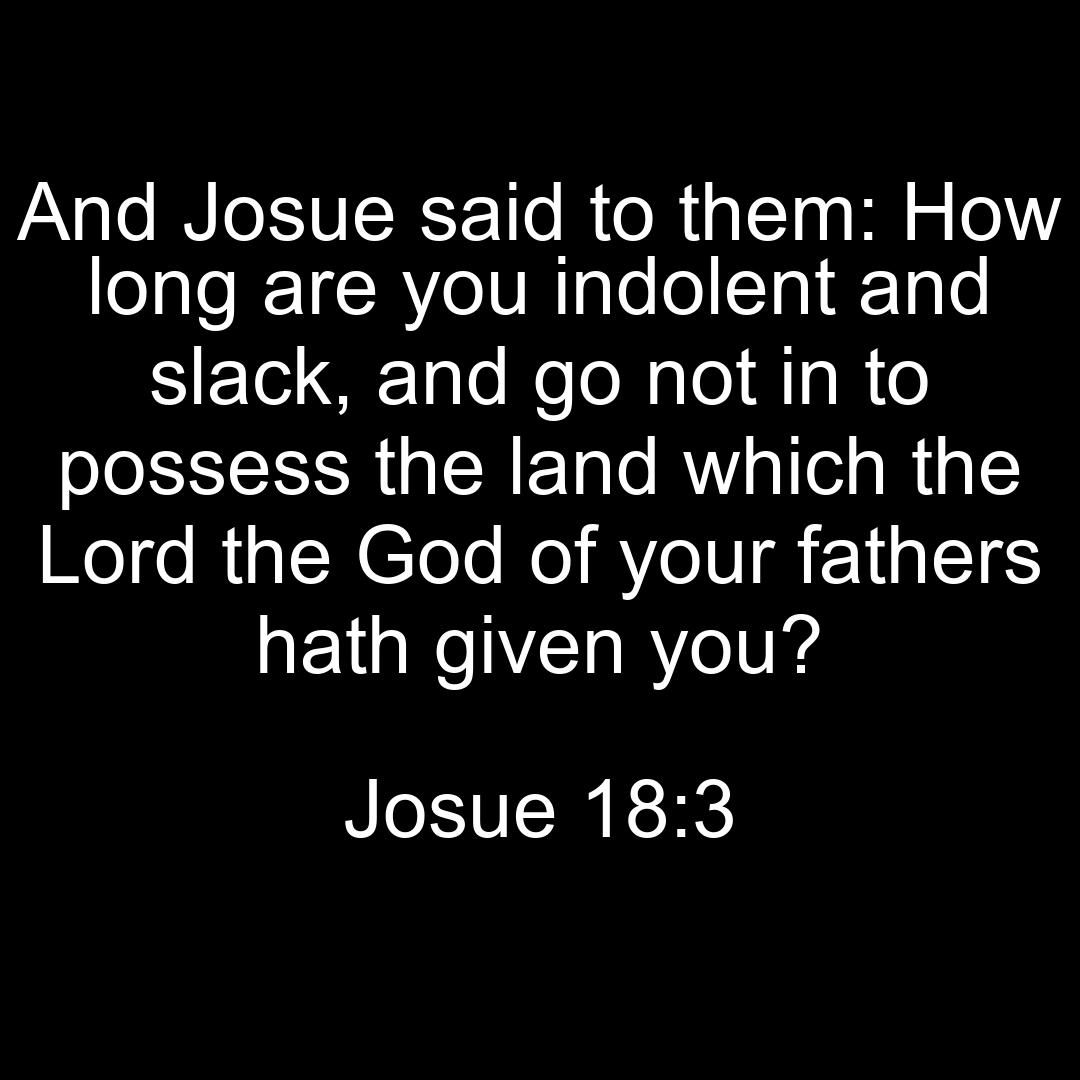 And Josue said to them: How
long are you indolent and
slack, and go not in to
possess the land which the
Lord the God of your fathers
hath given you?
Josue 18:3